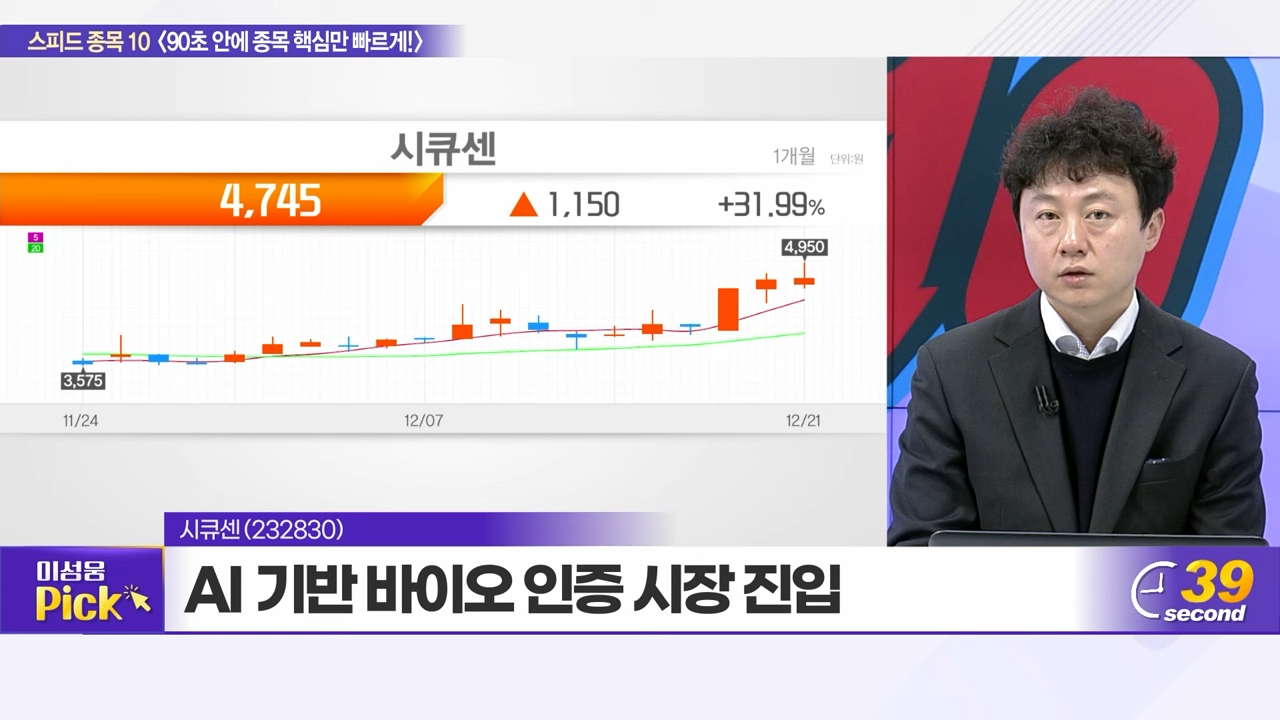 스피드 종목 10 〈90초 안에 종목 핵심만 빠르게!〉
시큐센
1개월 단위:원
4,745 ▲ 1,150 +31.99%
5
20
4,950
3,575
11/24 12/07 12/21
시큐센(232830)
이성웅
Pick
AI 기반 바이오 인증 시장 진입
39
second